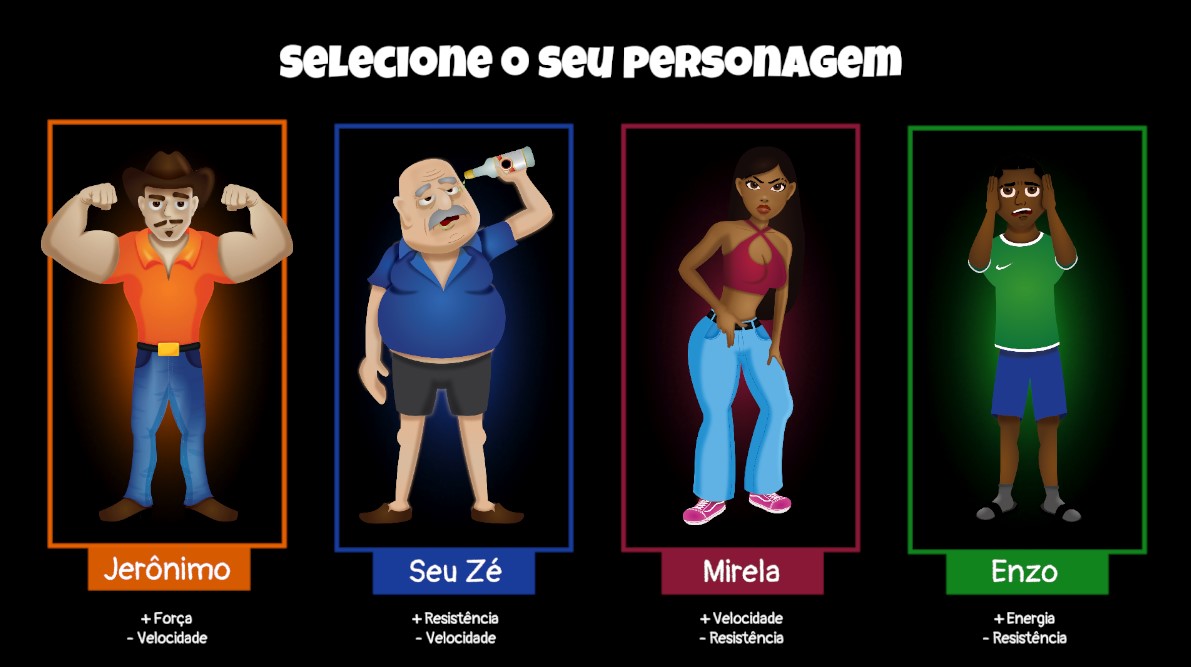 Selecione o seu personagem
Jerônimo
+ Força
- Velocidade
Seu Zé
+ Resistência
- Velocidade
Mirela
+ Velocidade
- Resistência
Enzo
+ Energia
- Resistência